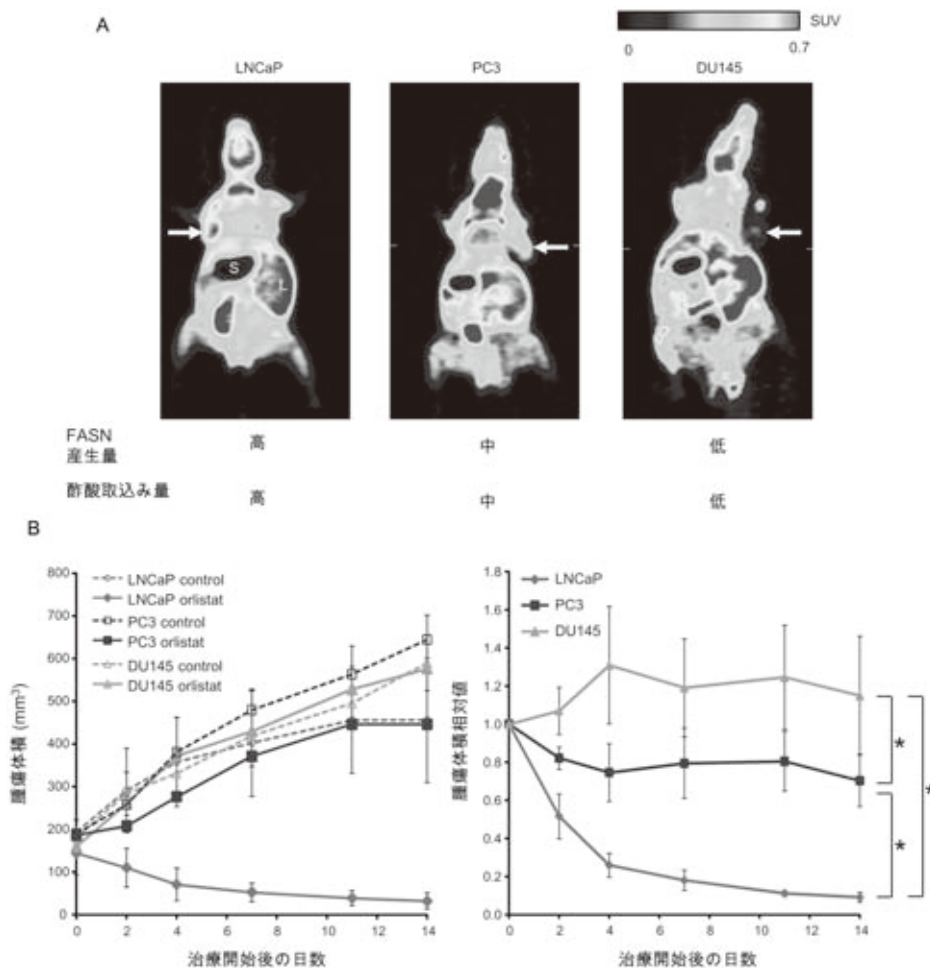 A
SUV
0 0.7
LNCaP PC3 DU145
S L
FASN
産生量 高 中 低
酢酸取込み量 高 中 低
B
腫瘍体積 (mm³)
800
700
600
500
400
300
200
100
0
LNCaP control
LNCaP orlistat
PC3 control
PC3 orlistat
DU145 control
DU145 orlistat
0 2 4 6 8 10 12 14
治療開始後の日数
腫瘍体積相対値
1.8
1.6
1.4
1.2
1.0
0.8
0.6
0.4
0.2
0.0
LNCaP
PC3
DU145
*
*
*
0 2 4 6 8 10 12 14
治療開始後の日数